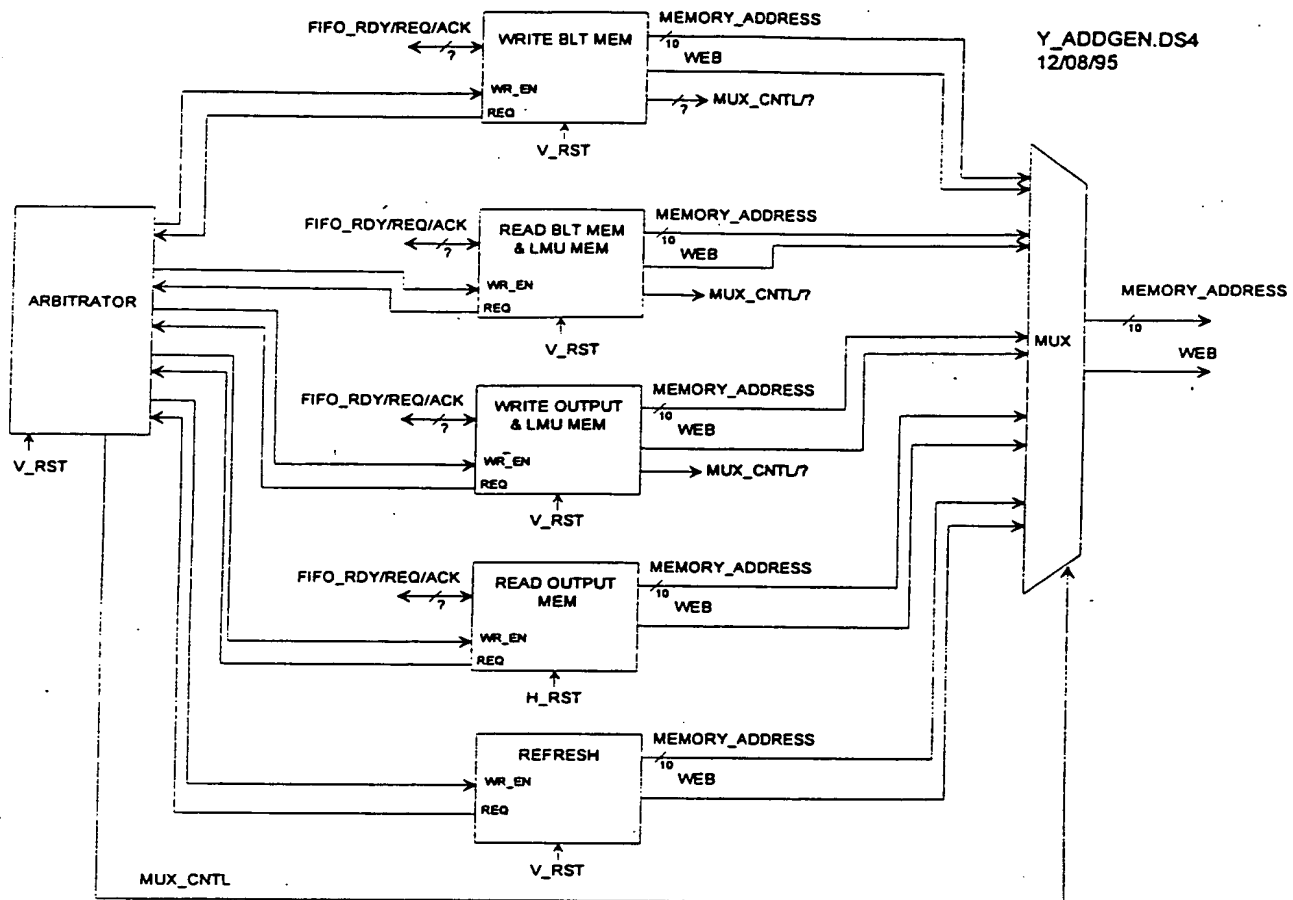 Y_ADDGEN.DS4
12/08/95
FIFO_RDY/REQ/ACK
?
WRITE BLT MEM
WR_EN
REQ
V_RST
MEMORY_ADDRESS
10
WEB
?
MUX_CNTL/?
FIFO_RDY/REQ/ACK
?
READ BLT MEM
& LMU MEM
WR_EN
REQ
V_RST
MEMORY_ADDRESS
10
WEB
MUX_CNTL/?
ARBITRATOR
V_RST
FIFO_RDY/REQ/ACK
?
WRITE OUTPUT
& LMU MEM
WR_EN
REQ
V_RST
MEMORY_ADDRESS
10
WEB
MUX_CNTL/?
MUX
MEMORY_ADDRESS
10
WEB
FIFO_RDY/REQ/ACK
?
READ OUTPUT
MEM
WR_EN
REQ
H_RST
MEMORY_ADDRESS
10
WEB
REFRESH
WR_EN
REQ
V_RST
MEMORY_ADDRESS
10
WEB
MUX_CNTL